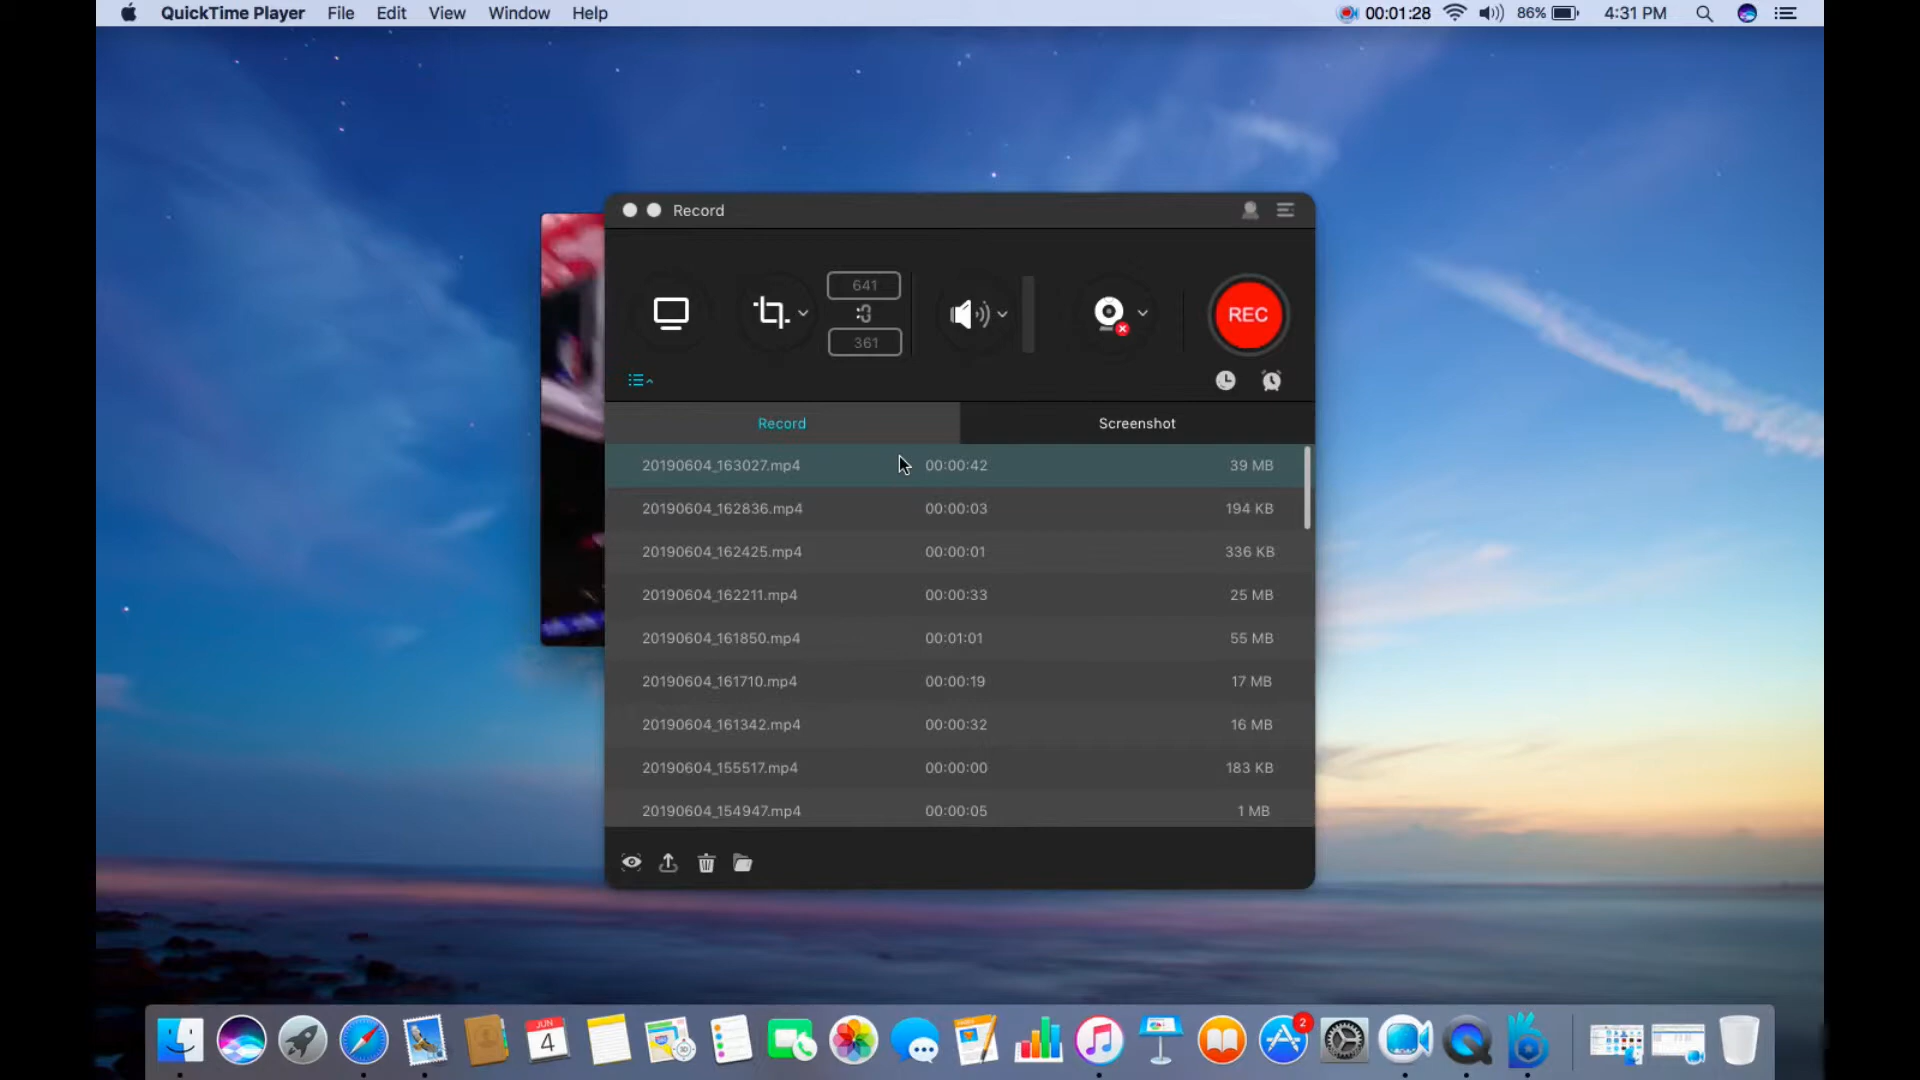 QuickTime Player File Edit View Window Help 00:01:28 86% 4:31 PM
Record
641
361
REC
Record Screenshot
20190604_163027.mp4 00:00:42 39 MB
20190604_162836.mp4 00:00:03 194 KB
20190604_162425.mp4 00:00:01 336 KB
20190604_162211.mp4 00:00:33 25 MB
20190604_161850.mp4 00:01:01 55 MB
20190604_161710.mp4 00:00:19 17 MB
20190604_161342.mp4 00:00:32 16 MB
20190604_155517.mp4 00:00:00 183 KB
20190604_154947.mp4 00:00:05 1 MB
JUN
4
2